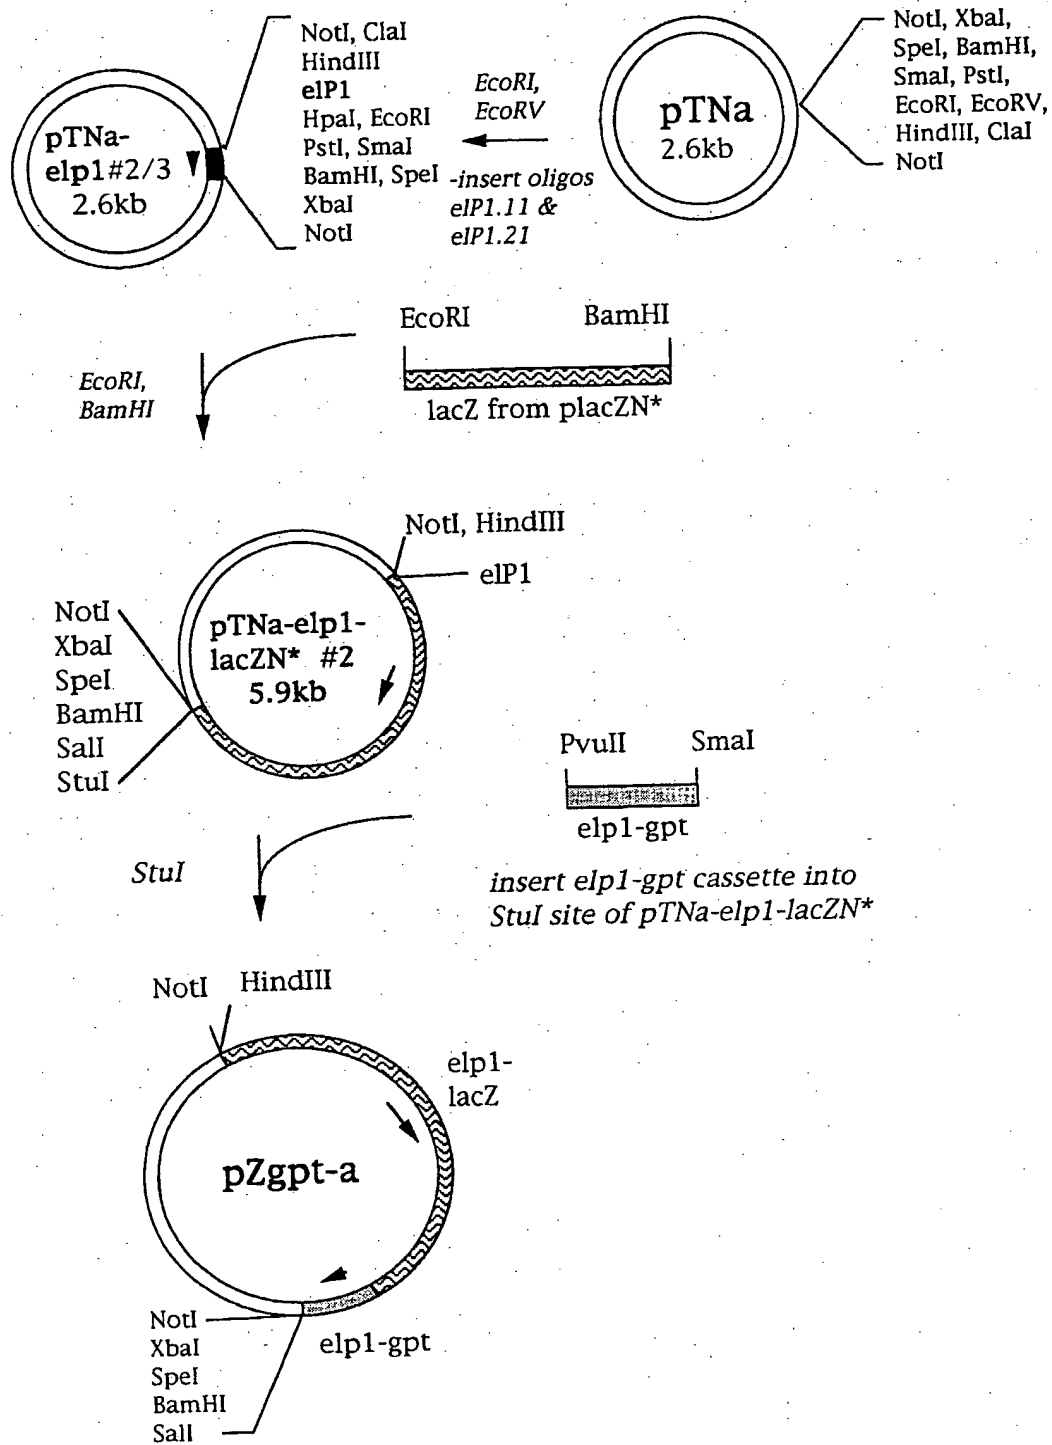 NotI, ClaI
HindIII
elP1
HpaI, EcoRI
PstI, SmaI
BamHI, SpeI
XbaI
NotI
pTNa-
elp1#2/3
2.6kb
EcoRI,
EcoRV
-insert oligos
elP1.11 &
elP1.21
pTNa
2.6kb
NotI, XbaI,
SpeI, BamHI,
SmaI, PstI,
EcoRI, EcoRV,
HindIII, ClaI
NotI
EcoRI,
BamHI
EcoRI BamHI
lacZ from placZN*
NotI, HindIII
elP1
pTNa-elp1-
lacZN* #2
5.9kb
NotI
XbaI
SpeI
BamHI
SalI
StuI
PvuII SmaI
elp1-gpt
StuI
insert elp1-gpt cassette into
StuI site of pTNa-elp1-lacZN*
NotI HindIII
elp1-
lacZ
pZgpt-a
NotI
XbaI
SpeI
BamHI
SalI
elp1-gpt